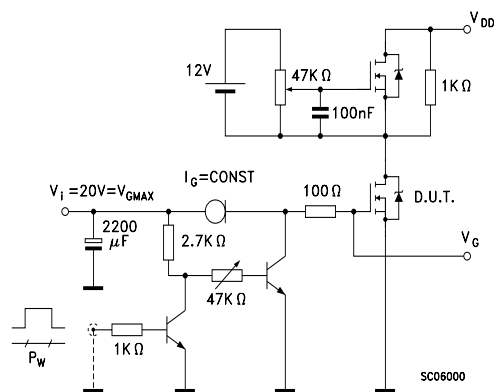 V DD
12V
47K Ω
100nF
1K Ω
I G =CONST
V i =20V=V GMAX
100 Ω
D.U.T.
2200
μF
2.7K Ω
V G
47K Ω
1K Ω
P W
SC06000